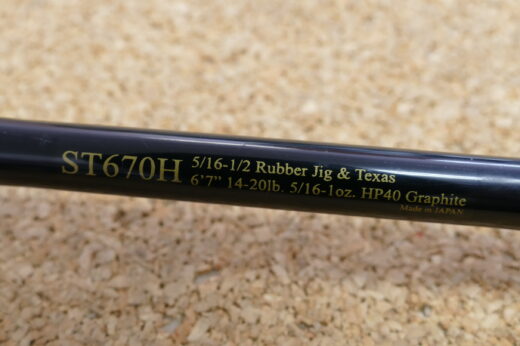 ST670H
5/16-1/2 Rubber Jig & Texas
6'7" 14-20lb. 5/16-1oz. HP40 Graphite
Made in JAPAN